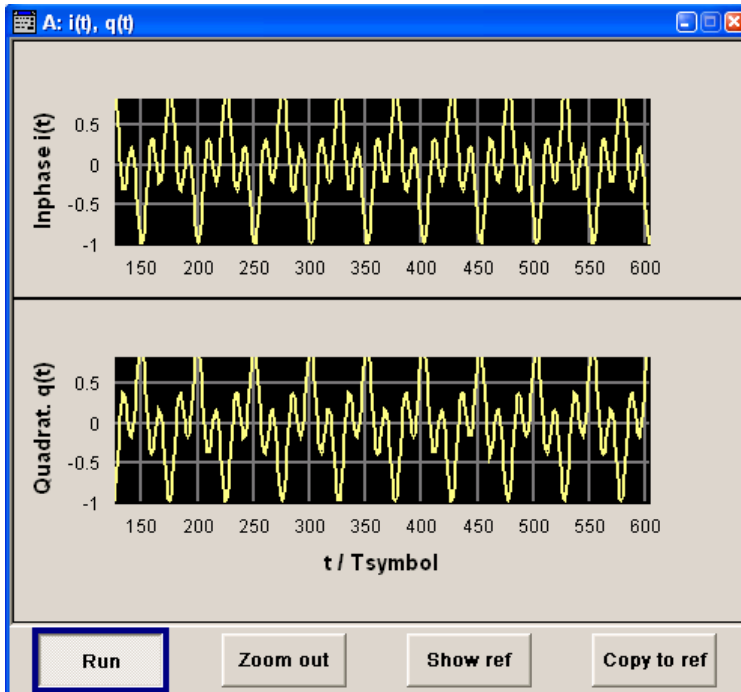 A: i(t), q(t)
Inphase i(t)
0.5
0
-0.5
-1
150 200 250 300 350 400 450 500 550 600
Quadrat. q(t)
0.5
0
-0.5
-1
150 200 250 300 350 400 450 500 550 600
t / Tsymbol
Run Zoom out Show ref Copy to ref